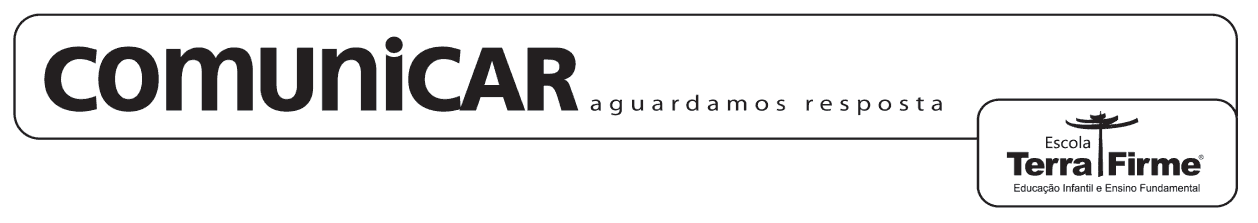 comuniCAR aguardamos resposta
Escola
Terra Firme®
Educação Infantil e Ensino Fundamental